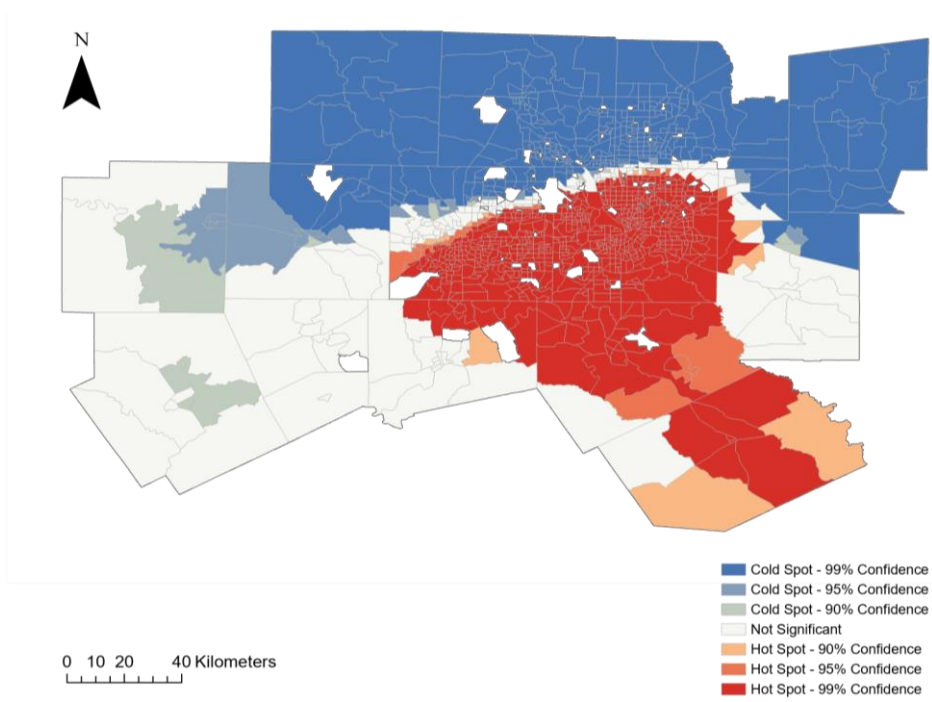 N
Cold Spot - 99% Confidence
Cold Spot - 95% Confidence
Cold Spot - 90% Confidence
Not Significant
Hot Spot - 90% Confidence
Hot Spot - 95% Confidence
Hot Spot - 99% Confidence
0 10 20 40 Kilometers